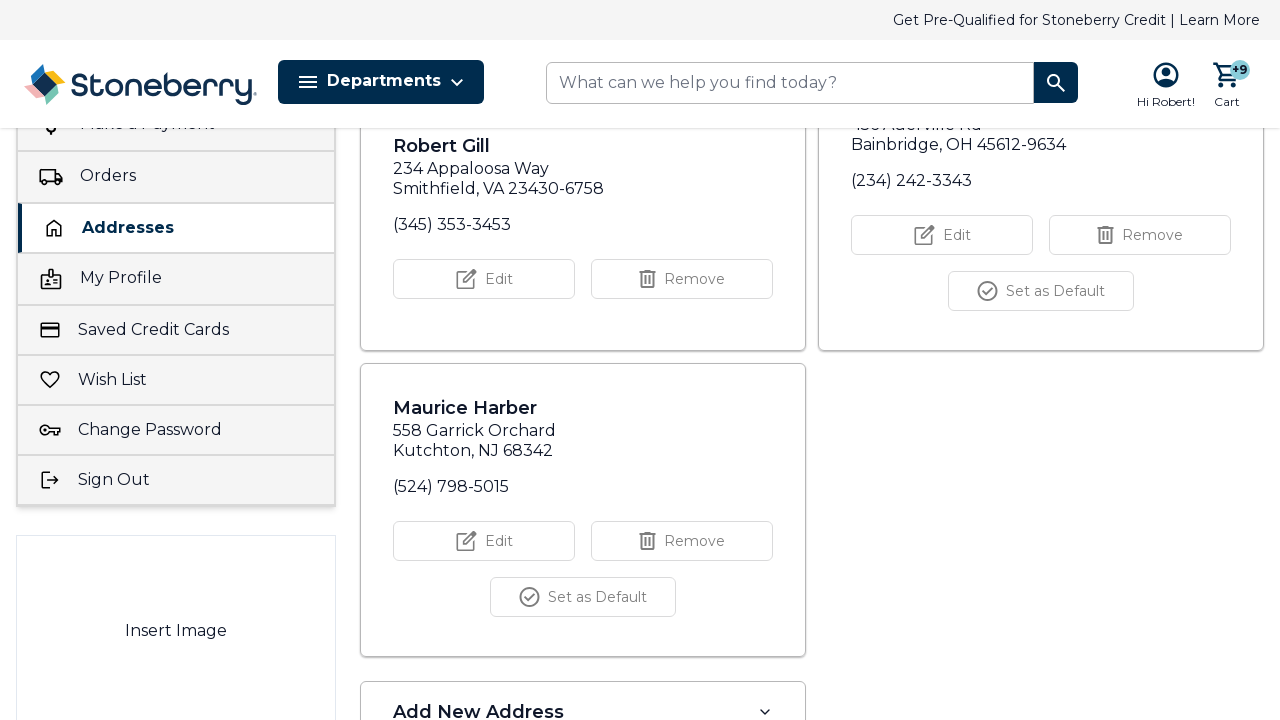 Get Pre-Qualified for Stoneberry Credit | Learn More
Stoneberry.
Departments
What can we help you find today?
Hi Robert!
+9
Cart
Make a Payment
Orders
Addresses
My Profile
Saved Credit Cards
Wish List
Change Password
Sign Out
Insert Image
Robert Gill
234 Appaloosa Way
Smithfield, VA 23430-6758
(345) 353-3453
Edit
Remove
Bainbridge, OH 45612-9634
(234) 242-3343
Edit
Remove
Set as Default
Maurice Harber
558 Garrick Orchard
Kutchton, NJ 68342
(524) 798-5015
Edit
Remove
Set as Default
Add New Address